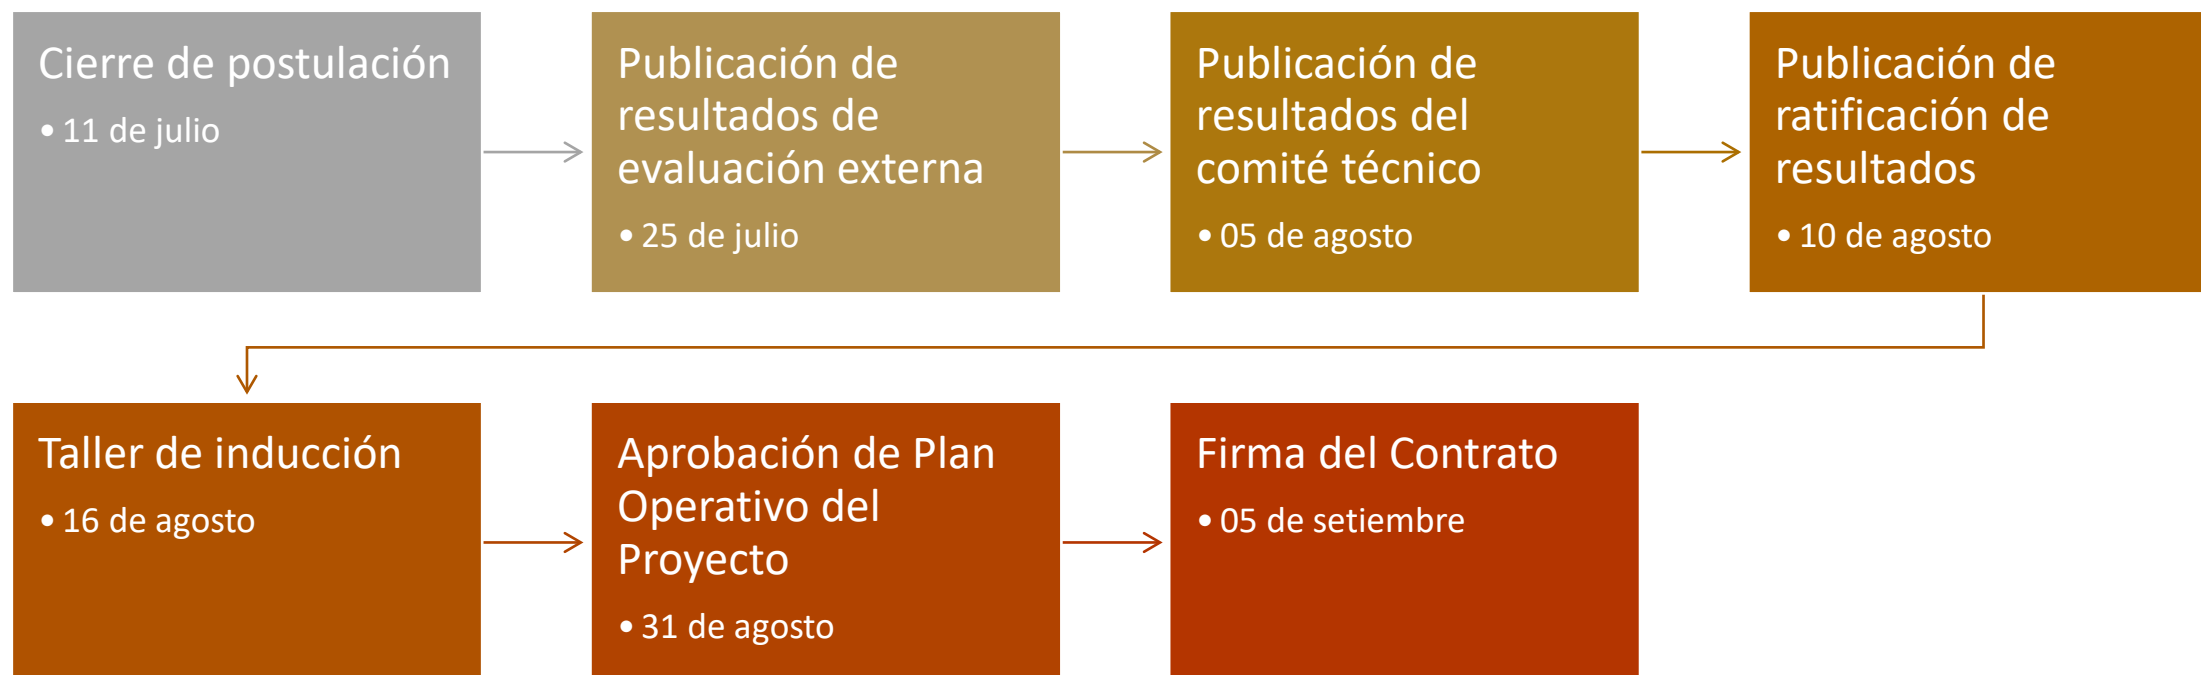 Cierre de postulación
• 11 de julio
Publicación de
resultados de
evaluación externa
• 25 de julio
Publicación de
resultados del
comité técnico
• 05 de agosto
Publicación de
ratificación de
resultados
• 10 de agosto
Taller de inducción
• 16 de agosto
Aprobación de Plan
Operativo del
Proyecto
• 31 de agosto
Firma del Contrato
• 05 de setiembre